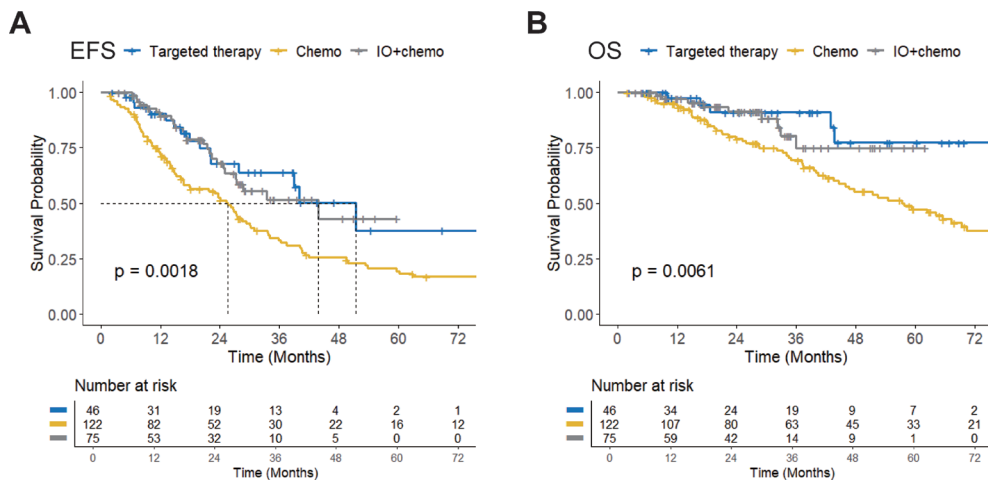 A
EFS Targeted therapy Chemo IO+chemo
Survival Probability
1.00
0.75
0.50
0.25
0.00
p = 0.0018
0 12 24 36 48 60 72
Time (Months)
Number at risk
46 31 19 13 4 2 1
122 82 52 30 22 16 12
75 53 32 10 5 0 0
0 12 24 36 48 60 72
Time (Months)
B
OS Targeted therapy Chemo IO+chemo
Survival Probability
1.00
0.75
0.50
0.25
0.00
p = 0.0061
0 12 24 36 48 60 72
Time (Months)
Number at risk
46 34 24 19 9 7 2
122 107 80 63 45 33 21
75 59 42 14 9 1 0
0 12 24 36 48 60 72
Time (Months)